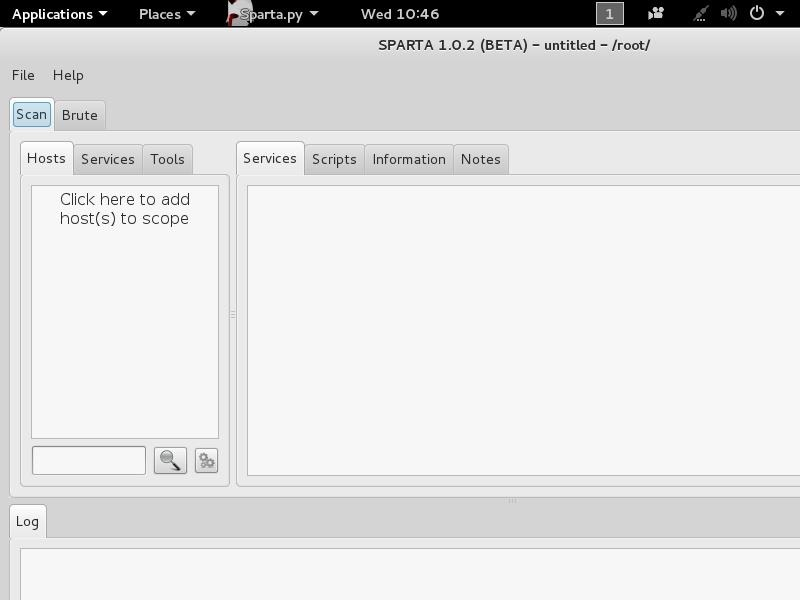 Applications Places Sparta.py Wed 10:46 1
SPARTA 1.0.2 (BETA) – untitled – /root/
File Help
Scan Brute
Hosts Services Tools Services Scripts Information Notes
Click here to add
host(s) to scope
Log